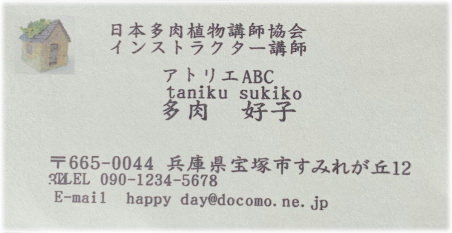 日本多肉植物講師協会
インストラクター講師
アトリエABC
taniku sukiko
多肉　好子
〒665-0044 兵庫県宝塚市すみれが丘12
TEL 090-1234-5678
E-mail happy day@docomo.ne.jp